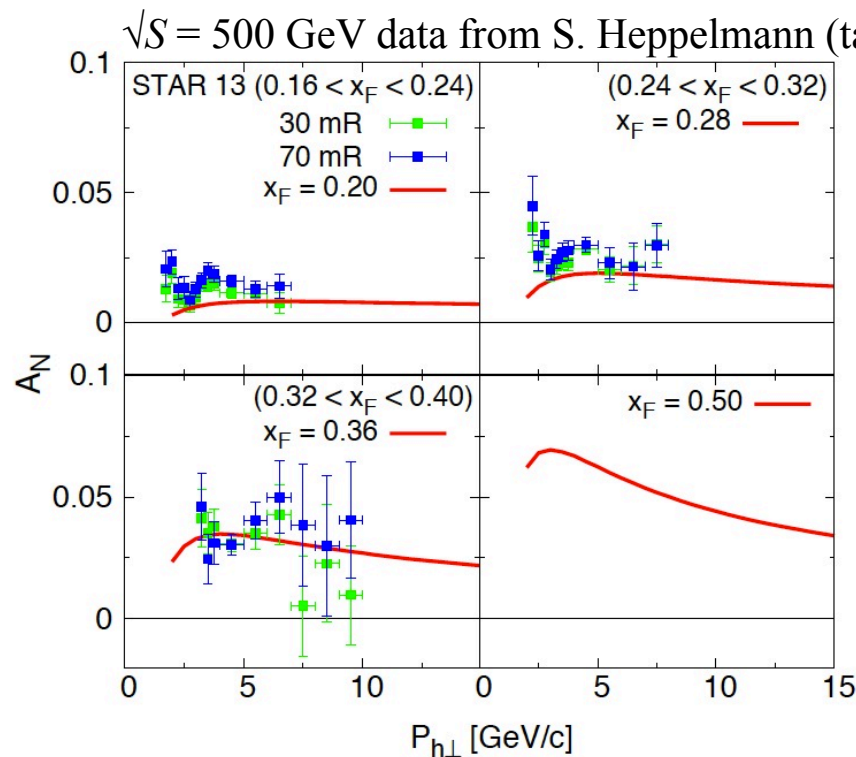 √S = 500 GeV data from S. Heppelmann
0.1
STAR 13 (0.16 < x_F < 0.24)
30 mR
70 mR
x_F = 0.20
(0.24 < x_F < 0.32)
x_F = 0.28
0.05
0
A_N
0.1
(0.32 < x_F < 0.40)
x_F = 0.36
x_F = 0.50
0.05
0
0 5 10 0 5 10 15
P_h⊥ [GeV/c]